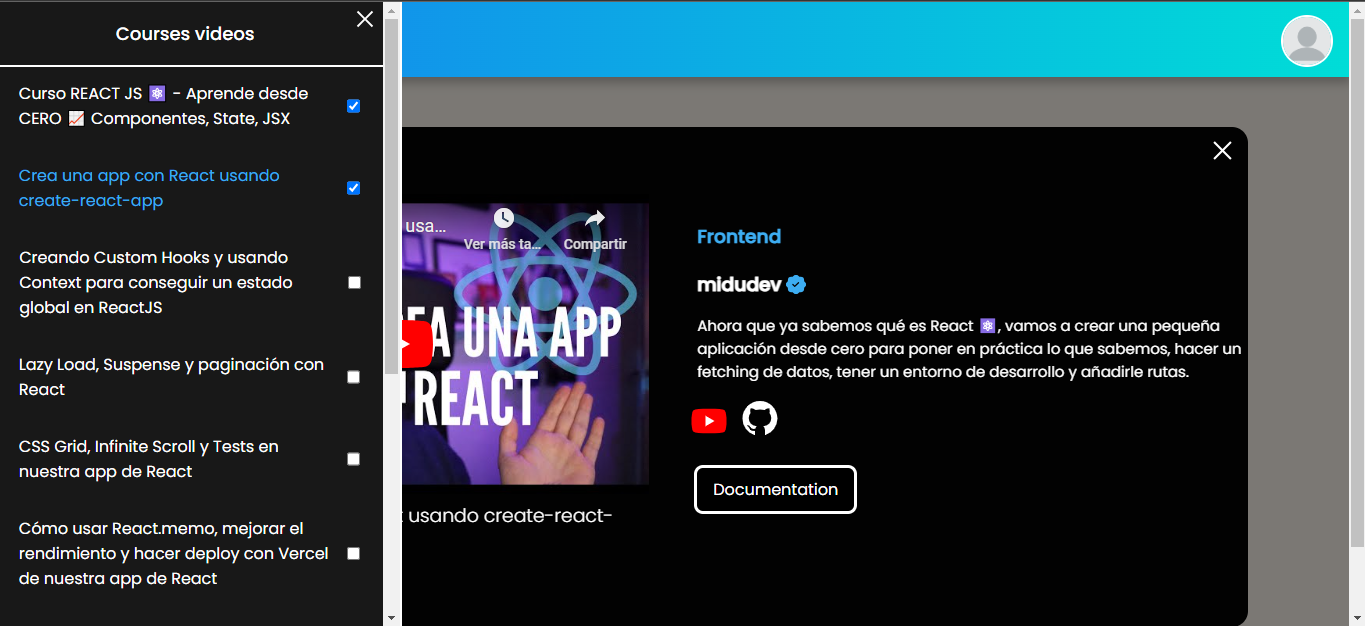 Courses videos
Curso REACT JS ⚛️ - Aprende desde
CERO 📈 Componentes, State, JSX
Crea una app con React usando
create-react-app
Creando Custom Hooks y usando
Context para conseguir un estado
global en ReactJS
Lazy Load, Suspense y paginación con
React
CSS Grid, Infinite Scroll y Tests en
nuestra app de React
Cómo usar React.memo, mejorar el
rendimiento y hacer deploy con Vercel
de nuestra app de React
usa...
Ver más ta...
Compartir
EA UNA APP
REACT
usando create-react-
Frontend
midudev
Ahora que ya sabemos qué es React ⚛️, vamos a crear una pequeña
aplicación desde cero para poner en práctica lo que sabemos, hacer un
fetching de datos, tener un entorno de desarrollo y añadirle rutas.
Documentation